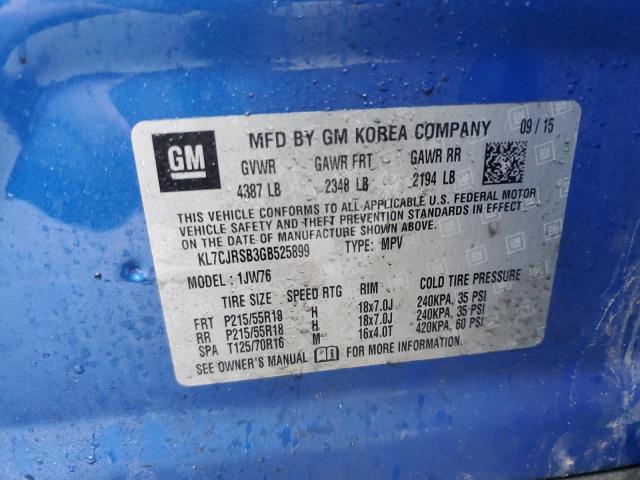 GM
MFD BY GM KOREA COMPANY 09 / 15
GVWR GAWR FRT GAWR RR
4387 LB 2348 LB 2194 LB
THIS VEHICLE CONFORMS TO ALL APPLICABLE U.S. FEDERAL MOTOR
VEHICLE SAFETY, BUMPER, AND THEFT PREVENTION STANDARDS IN EFFECT
ON THE DATE OF MANUFACTURE SHOWN ABOVE.
KL7CJRSB3GB525899 TYPE: MPV
MODEL: 1JW76
TIRE SIZE SPEED RTG RIM COLD TIRE PRESSURE
FRT P215/55R18 H 18x7.0J 240KPA, 35 PSI
RR P215/55R18 H 18x7.0J 240KPA, 35 PSI
SPA T125/70R16 M 16x4.0T 420KPA, 60 PSI
SEE OWNER'S MANUAL FOR MORE INFORMATION